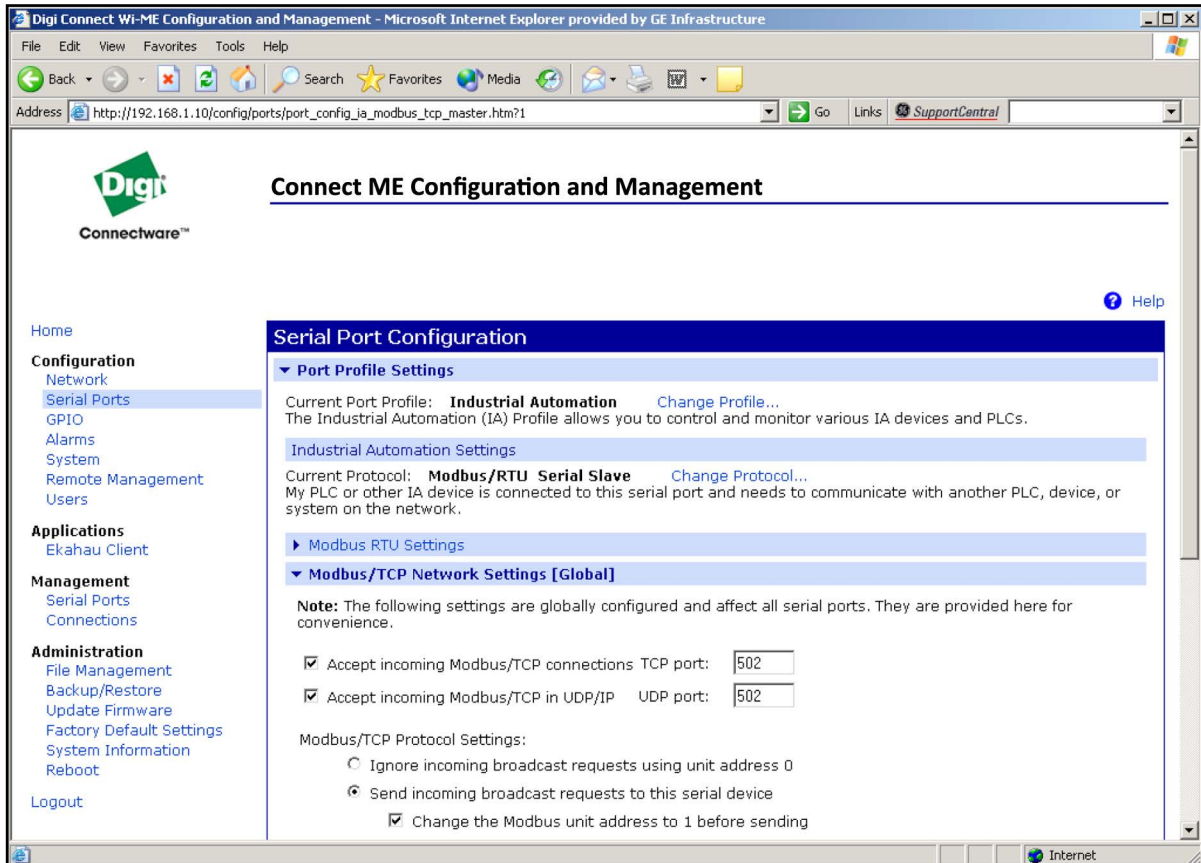 Digi Connect Wi-ME Configuration and Management - Microsoft Internet Explorer provided by GE Infrastructure
File Edit View Favorites Tools Help
Back Search Favorites Media
Address http://192.168.1.10/config/ports/port_config_ia_modbus_tcp_master.htm?1 Go Links SupportCentral
Digi
Connectware™
Connect ME Configuration and Management
Help
Home
Configuration
Network
Serial Ports
GPIO
Alarms
System
Remote Management
Users
Applications
Ekahau Client
Management
Serial Ports
Connections
Administration
File Management
Backup/Restore
Update Firmware
Factory Default Settings
System Information
Reboot
Logout
Serial Port Configuration
Port Profile Settings
Current Port Profile: Industrial Automation Change Profile...
The Industrial Automation (IA) Profile allows you to control and monitor various IA devices and PLCs.
Industrial Automation Settings
Current Protocol: Modbus/RTU Serial Slave Change Protocol...
My PLC or other IA device is connected to this serial port and needs to communicate with another PLC, device, or
system on the network.
Modbus RTU Settings
Modbus/TCP Network Settings [Global]
Note: The following settings are globally configured and affect all serial ports. They are provided here for
convenience.
Accept incoming Modbus/TCP connections TCP port: 502
Accept incoming Modbus/TCP in UDP/IP UDP port: 502
Modbus/TCP Protocol Settings:
Ignore incoming broadcast requests using unit address 0
Send incoming broadcast requests to this serial device
Change the Modbus unit address to 1 before sending
Internet